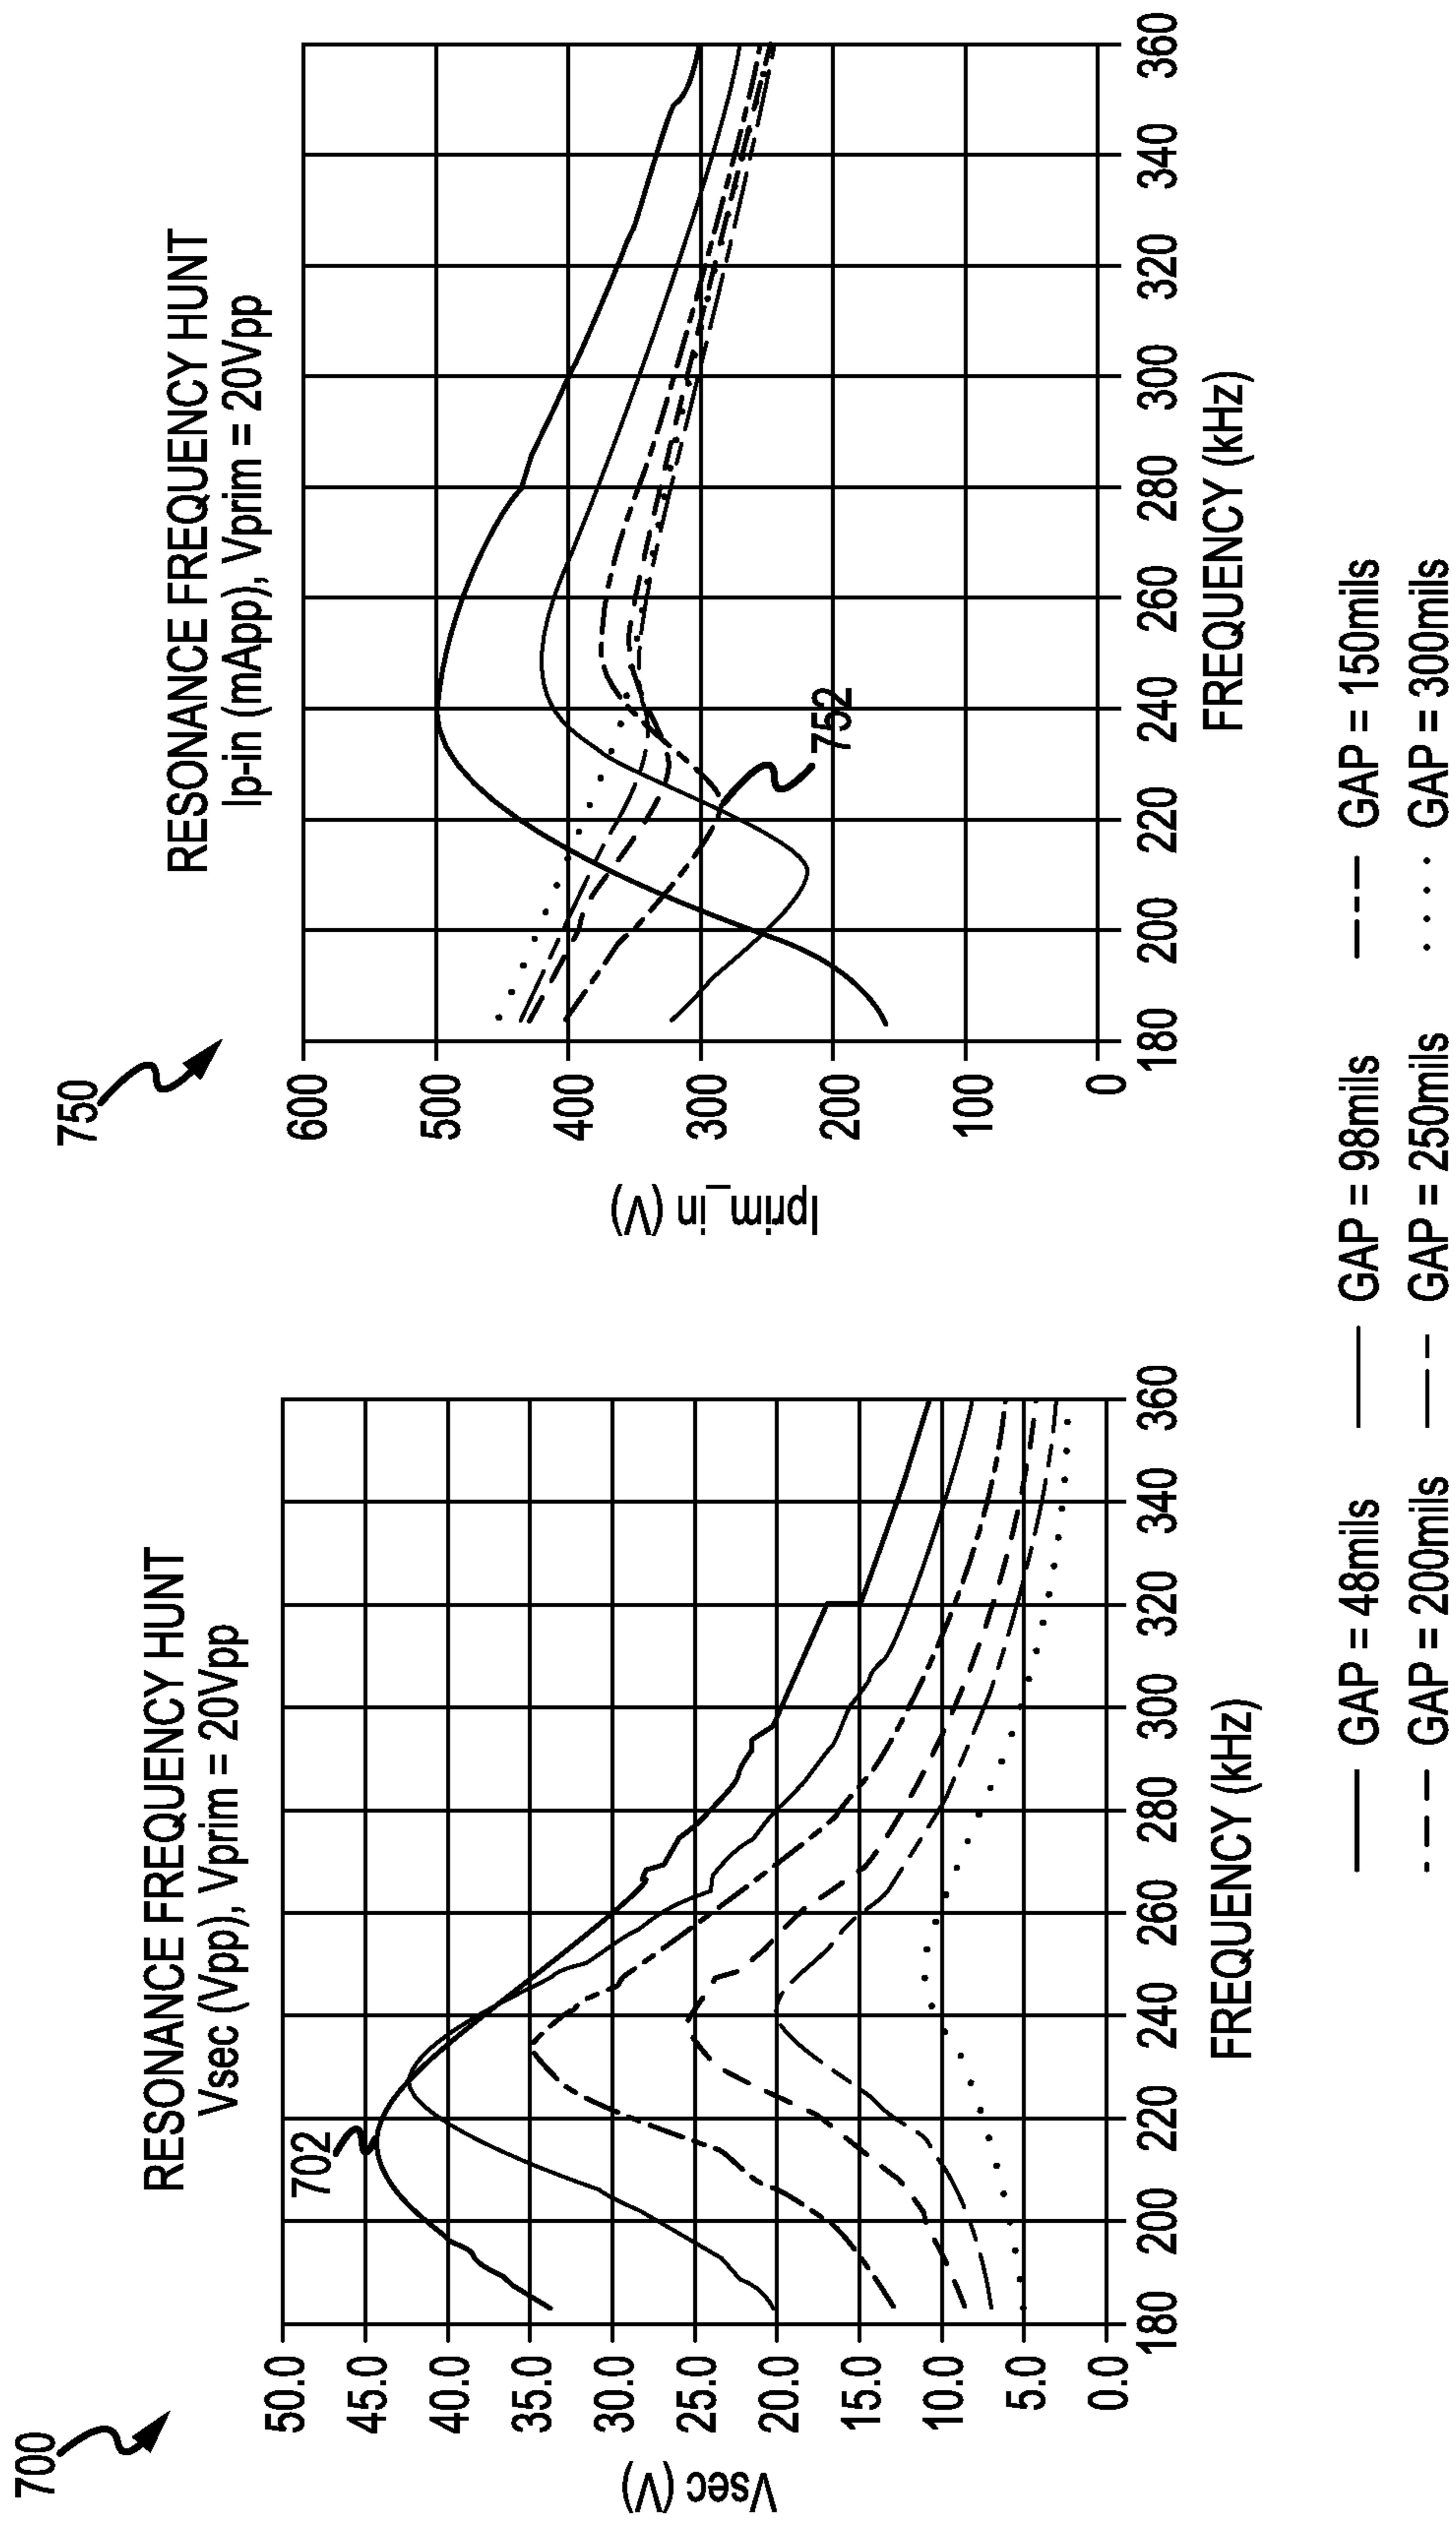 700
RESONANCE FREQUENCY HUNT
Vsec (Vpp), Vprim = 20Vpp
702
Vsec (V)
50.0
45.0
40.0
35.0
30.0
25.0
20.0
15.0
10.0
5.0
0.0
180 200 220 240 260 280 300 320 340 360
FREQUENCY (kHz)
750
RESONANCE FREQUENCY HUNT
Ip-in (mApp), Vprim = 20Vpp
752
Iprim_in (V)
600
500
400
300
200
100
0
180 200 220 240 260 280 300 320 340 360
FREQUENCY (kHz)
GAP = 48mils GAP = 98mils GAP = 150mils
GAP = 200mils GAP = 250mils GAP = 300mils